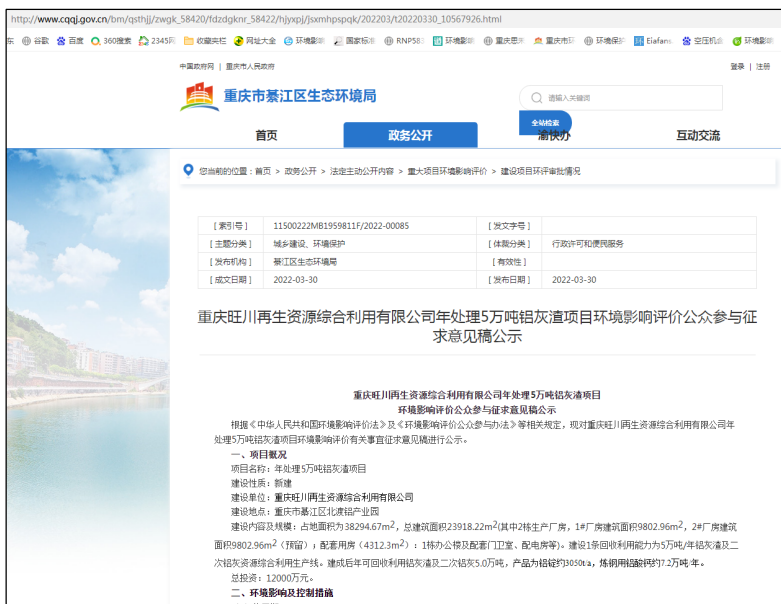 http://www.cqqj.gov.cn/bm/qsthjj/zwgk_58420/fdzdgknr_58422/hjyxpj/jsxmhpspqk/202203/t20220330_10567926.html
东 谷歌 百度 360搜索 2345网 收藏夹栏 网址大全 环境影响 国家标准 RNP583 环境影响 重庆思庆 重庆市环 环境保护 Eiafans. 空压机 环境影响
中国政府网 | 重庆市人民政府 登录 | 注册
重庆市綦江区生态环境局 请输入关键词
全站检索
首页 政务公开 渝快办 互动交流
您当前的位置：首页 > 政务公开 > 法定主动公开内容 > 重大项目环境影响评价 > 建设项目环评审批情况
[ 索引号 ] 11500222MB1959811F/2022-00085 [ 发文字号 ]
[ 主题分类 ] 城乡建设、环境保护 [ 体裁分类 ] 行政许可和便民服务
[ 发布机构 ] 綦江区生态环境局 [ 有效性 ]
[ 成文日期 ] 2022-03-30 [ 发布日期 ] 2022-03-30
重庆旺川再生资源综合利用有限公司年处理5万吨铝灰渣项目环境影响评价公众参与征
求意见稿公示
重庆旺川再生资源综合利用有限公司年处理5万吨铝灰渣项目
环境影响评价公众参与征求意见稿公示
根据《中华人民共和国环境影响评价法》及《环境影响评价公众参与办法》等相关规定，现对重庆旺川再生资源综合利用有限公司年
处理5万吨铝灰渣项目环境影响评价有关事宜征求意见稿进行公示。
一、项目概况
项目名称：年处理5万吨铝灰渣项目
建设性质：新建
建设单位：重庆旺川再生资源综合利用有限公司
建设地点：重庆市綦江区北渡铝产业园
建设内容及规模：占地面积为38294.67m²，总建筑面积23918.22m²(其中2栋生产厂房，1#厂房建筑面积9802.96m²，2#厂房建筑
面积9802.96m²（预留）；配套用房（4312.3m²）：1栋办公楼及配套门卫室、配电房等)。建设1条回收利用能力为5万吨/年铝灰渣及二
次铝灰资源综合利用生产线。建成后年可回收利用铝灰渣及二次铝灰5.0万吨，产品为铝锭约3050t/a，炼钢用铝酸钙约7.2万吨/年。
总投资：12000万元。
二、环境影响及控制措施